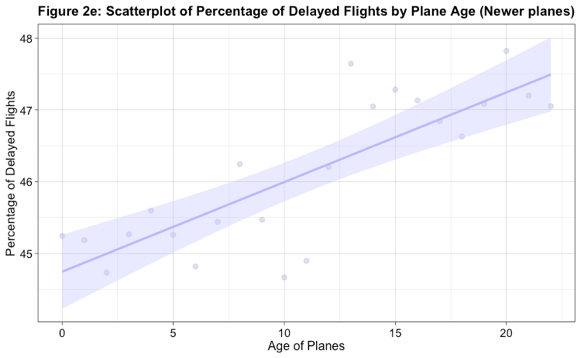 Figure 2e: Scatterplot of Percentage of Delayed Flights by Plane Age (Newer planes)
48
47
46
45
Percentage of Delayed Flights
0 5 10 15 20
Age of Planes